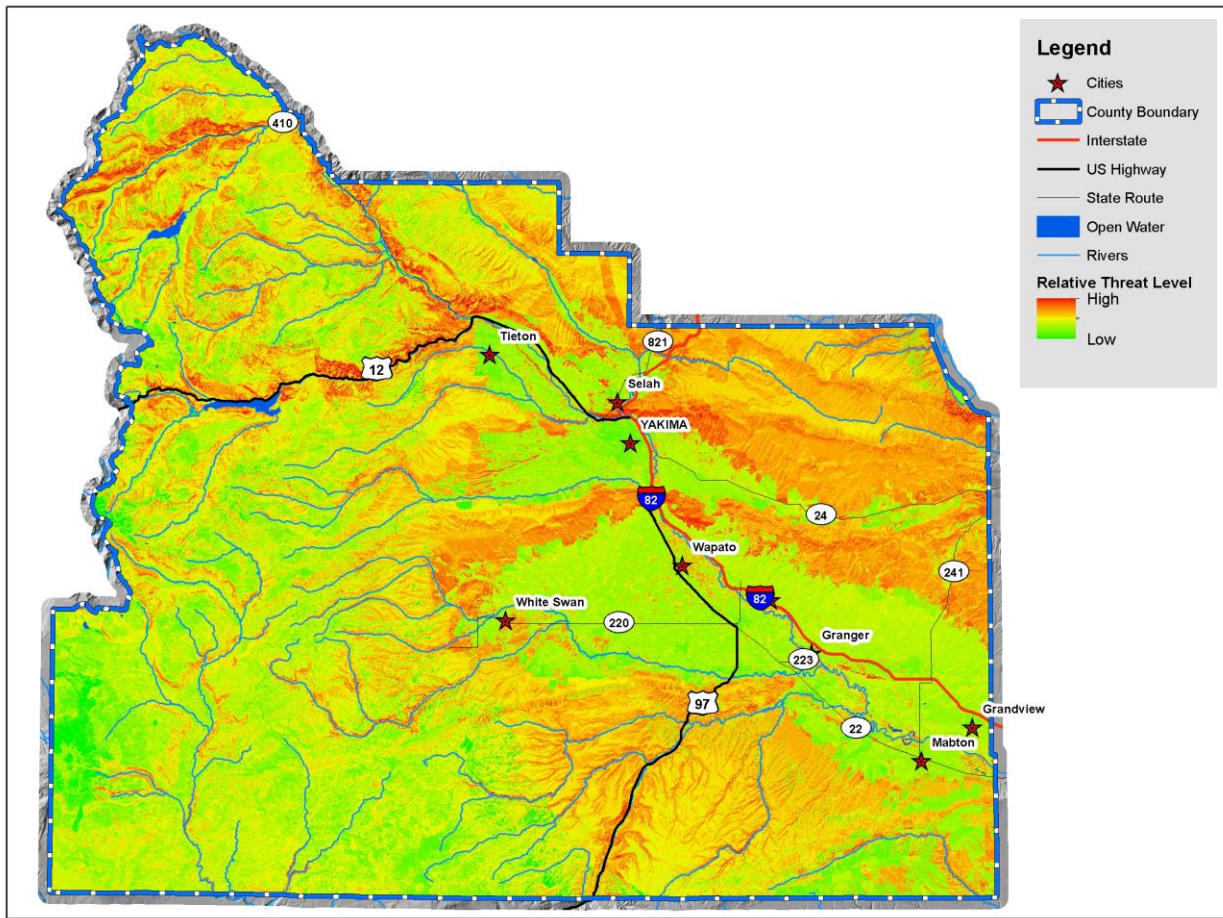 Legend
Cities
County Boundary
Interstate
US Highway
State Route
Open Water
Rivers
Relative Threat Level
High
Low
410
12
Tieton
821
Selah
YAKIMA
82
24
Wapato
241
82
White Swan
220
Granger
223
97
Grandview
22
Mabton